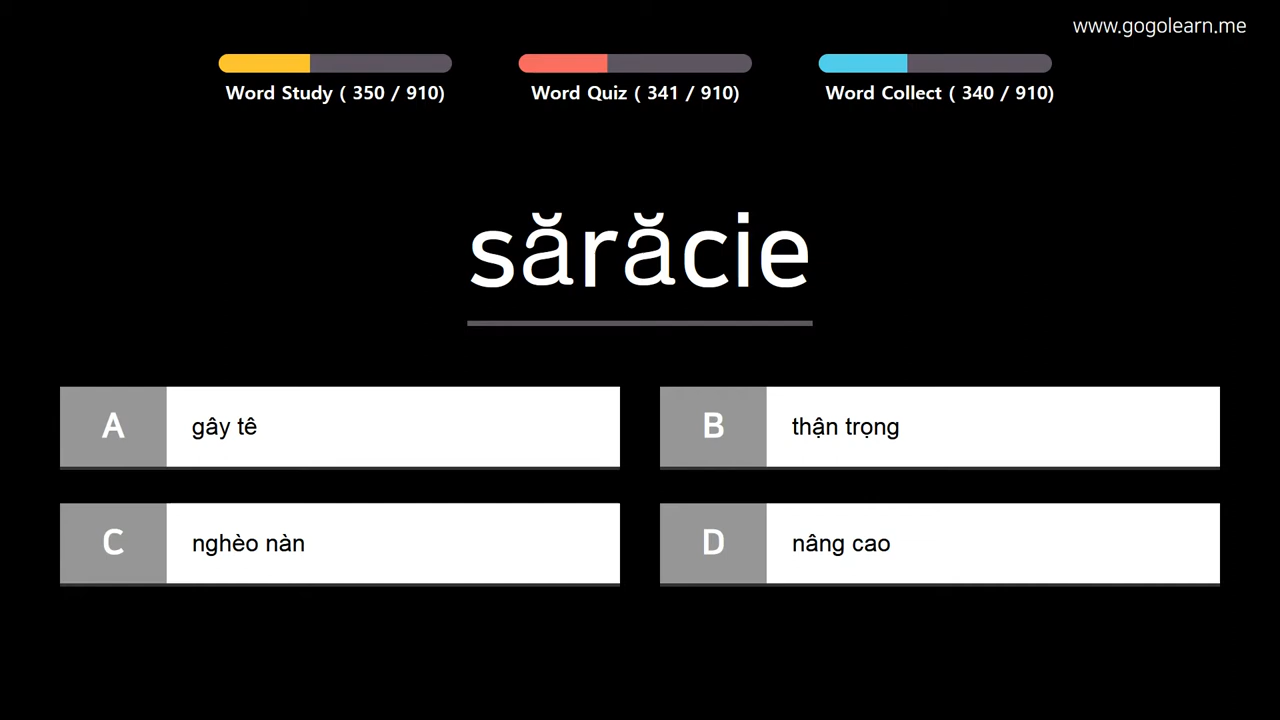 www.gogolearn.me
Word Study ( 350 / 910)
Word Quiz ( 341 / 910)
Word Collect ( 340 / 910)
sărăcie
A gây tê
B thận trọng
C nghèo nàn
D nâng cao